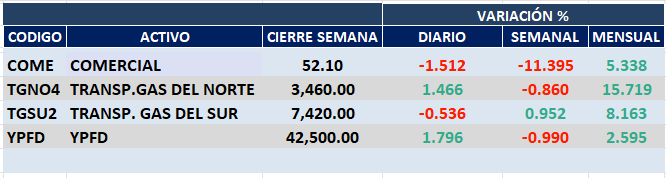 VARIACIÓN %
CODIGO ACTIVO CIERRE SEMANA DIARIO SEMANAL MENSUAL
COME COMERCIAL 52.10 -1.512 -11.395 5.338
TGNO4 TRANSP.GAS DEL NORTE 3,460.00 1.466 -0.860 15.719
TGSU2 TRANSP. GAS DEL SUR 7,420.00 -0.536 0.952 8.163
YPFD YPFD 42,500.00 1.796 -0.990 2.595